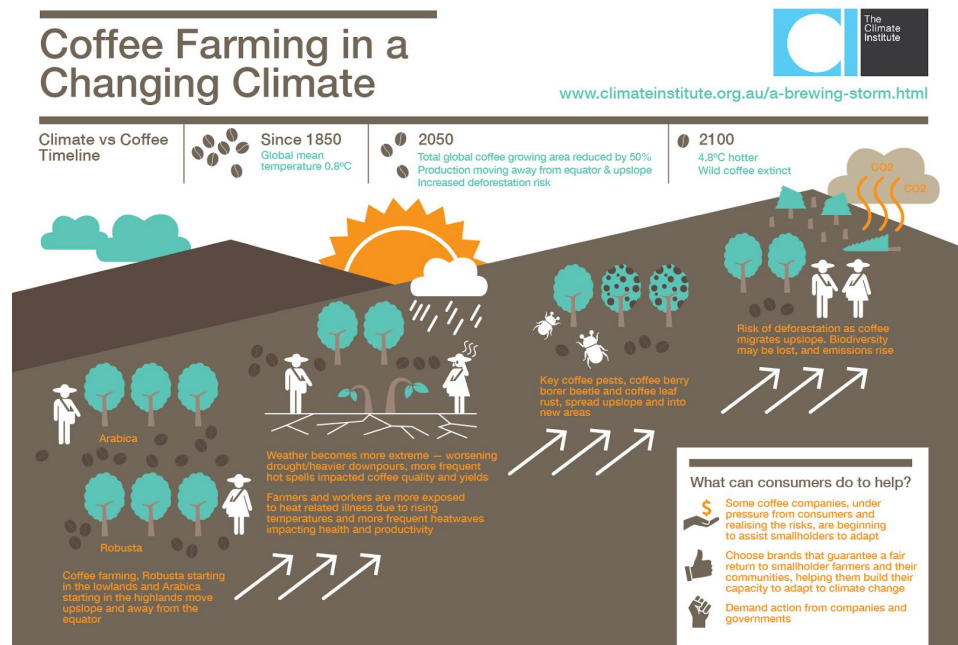 Coffee Farming in a
Changing Climate
The
Climate
Institute
www.climateinstitute.org.au/a-brewing-storm.html
Climate vs Coffee
Timeline
Since 1850
Global mean
temperature 0.8ºC
2050
Total global coffee growing area reduced by 50%
Production moving away from equator & upslope
Increased deforestation risk
2100
4.8ºC hotter
Wild coffee extinct
CO2
CO2
Arabica
Robusta
Coffee farming, Robusta starting
in the lowlands and Arabica
starting in the highlands move
upslope and away from the
equator
Weather becomes more extreme — worsening
drought/heavier downpours, more frequent
hot spells impacted coffee quality and yields
Farmers and workers are more exposed
to heat related illness due to rising
temperatures and more frequent heatwaves
impacting health and productivity
Key coffee pests, coffee berry
borer beetle and coffee leaf
rust, spread upslope and into
new areas
Risk of deforestation as coffee
migrates upslope. Biodiversity
may be lost, and emissions rise
What can consumers do to help?
$
Some coffee companies, under
pressure from consumers and
realising the risks, are beginning
to assist smallholders to adapt
Choose brands that guarantee a fair
return to smallholder farmers and their
communities, helping them build their
capacity to adapt to climate change
Demand action from companies and
governments